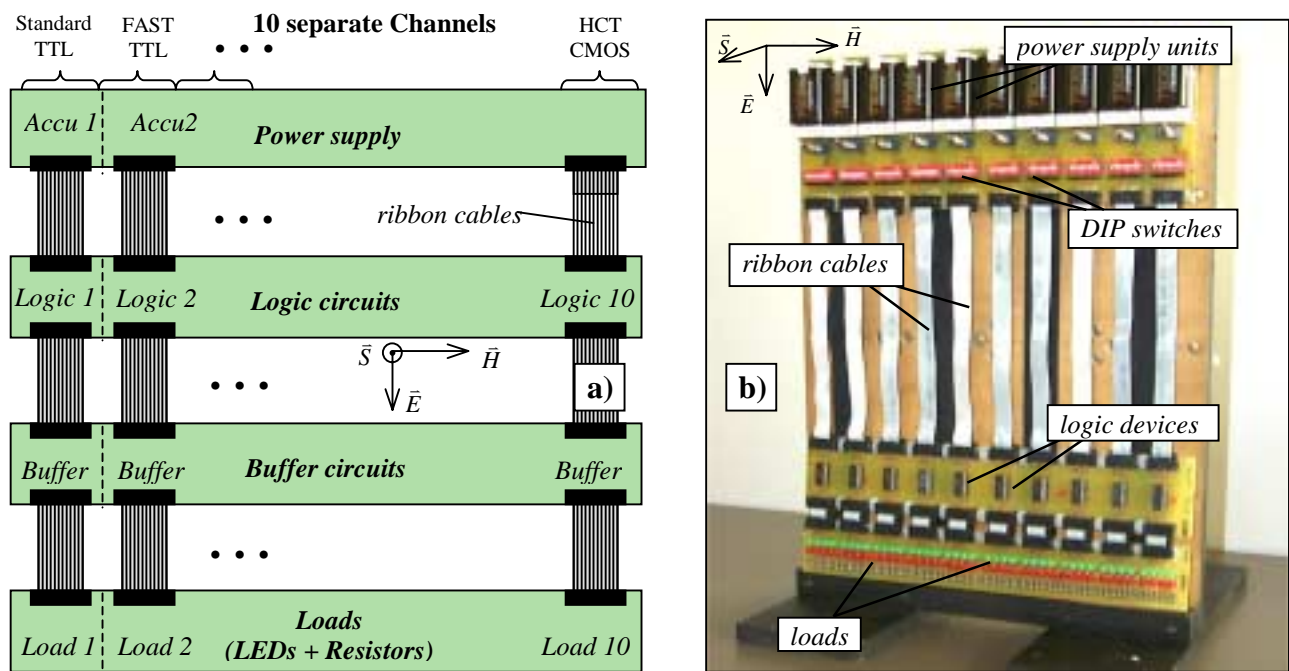 10 separate Channels
Standard
TTL
FAST
TTL
• • •
HCT
CMOS
Accu 1
Accu2
Power supply
• • •
ribbon cables
Logic 1
Logic 2
Logic circuits
Logic 10
S⃗
H⃗
E⃗
• • •
a)
Buffer
Buffer
Buffer circuits
Buffer
• • •
Load 1
Load 2
Loads
(LEDs + Resistors)
Load 10
S⃗
H⃗
E⃗
power supply units
DIP switches
ribbon cables
b)
logic devices
loads